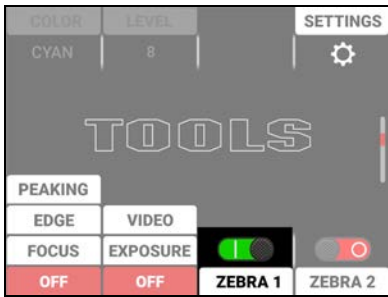 COLOR LEVEL SETTINGS
CYAN 8
TOOLS
PEAKING
EDGE VIDEO
FOCUS EXPOSURE
OFF OFF ZEBRA 1 ZEBRA 2